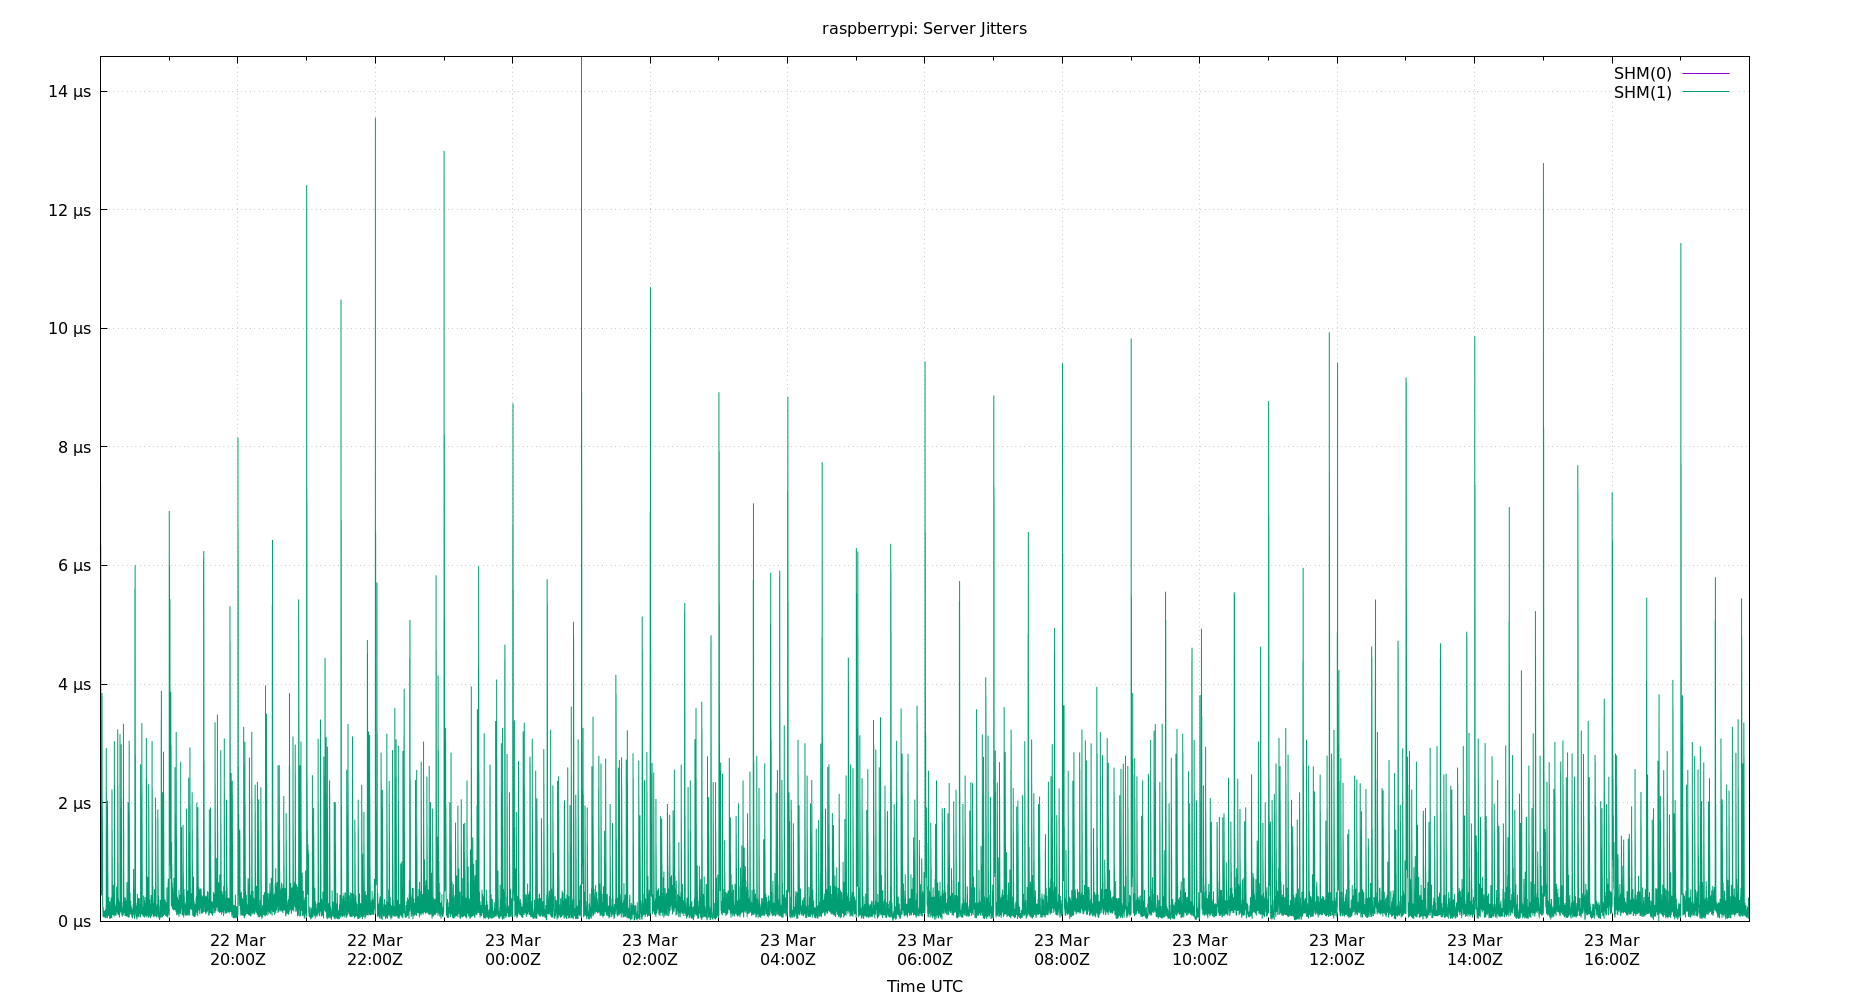 raspberrypi: Server Jitters
SHM(0)
SHM(1)
14 µs
12 µs
10 µs
8 µs
6 µs
4 µs
2 µs
0 µs
22 Mar 22 Mar 23 Mar 23 Mar 23 Mar 23 Mar 23 Mar 23 Mar 23 Mar 23 Mar 23 Mar
20:00Z 22:00Z 00:00Z 02:00Z 04:00Z 06:00Z 08:00Z 10:00Z 12:00Z 14:00Z 16:00Z
Time UTC